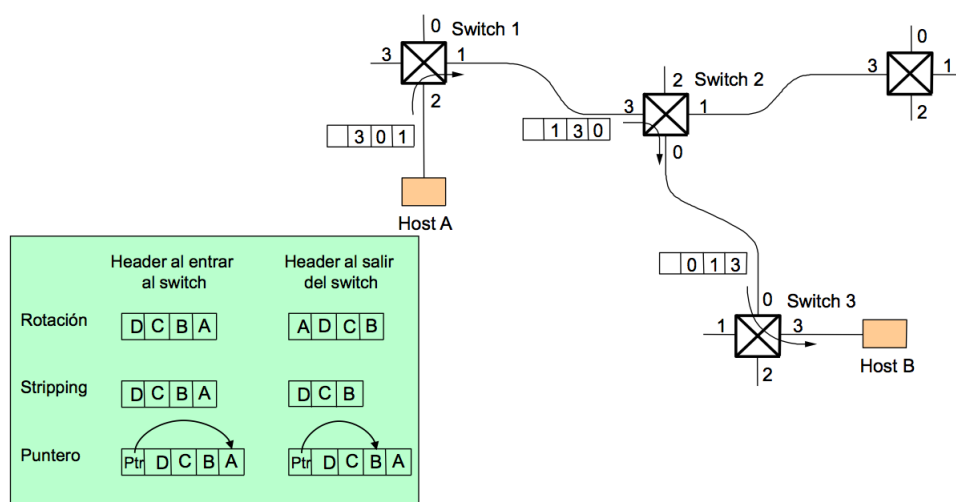 0
Switch 1
3
1
2
3 0 1
Host A
2
Switch 2
3
1
1 3 0
0
0
3
1
2
0 1 3
0
Switch 3
1
3
2
Host B
Header al entrar
al switch
Header al salir
del switch
Rotación
D C B A
A D C B
Stripping
D C B A
D C B
Puntero
Ptr D C B A
Ptr D C B A